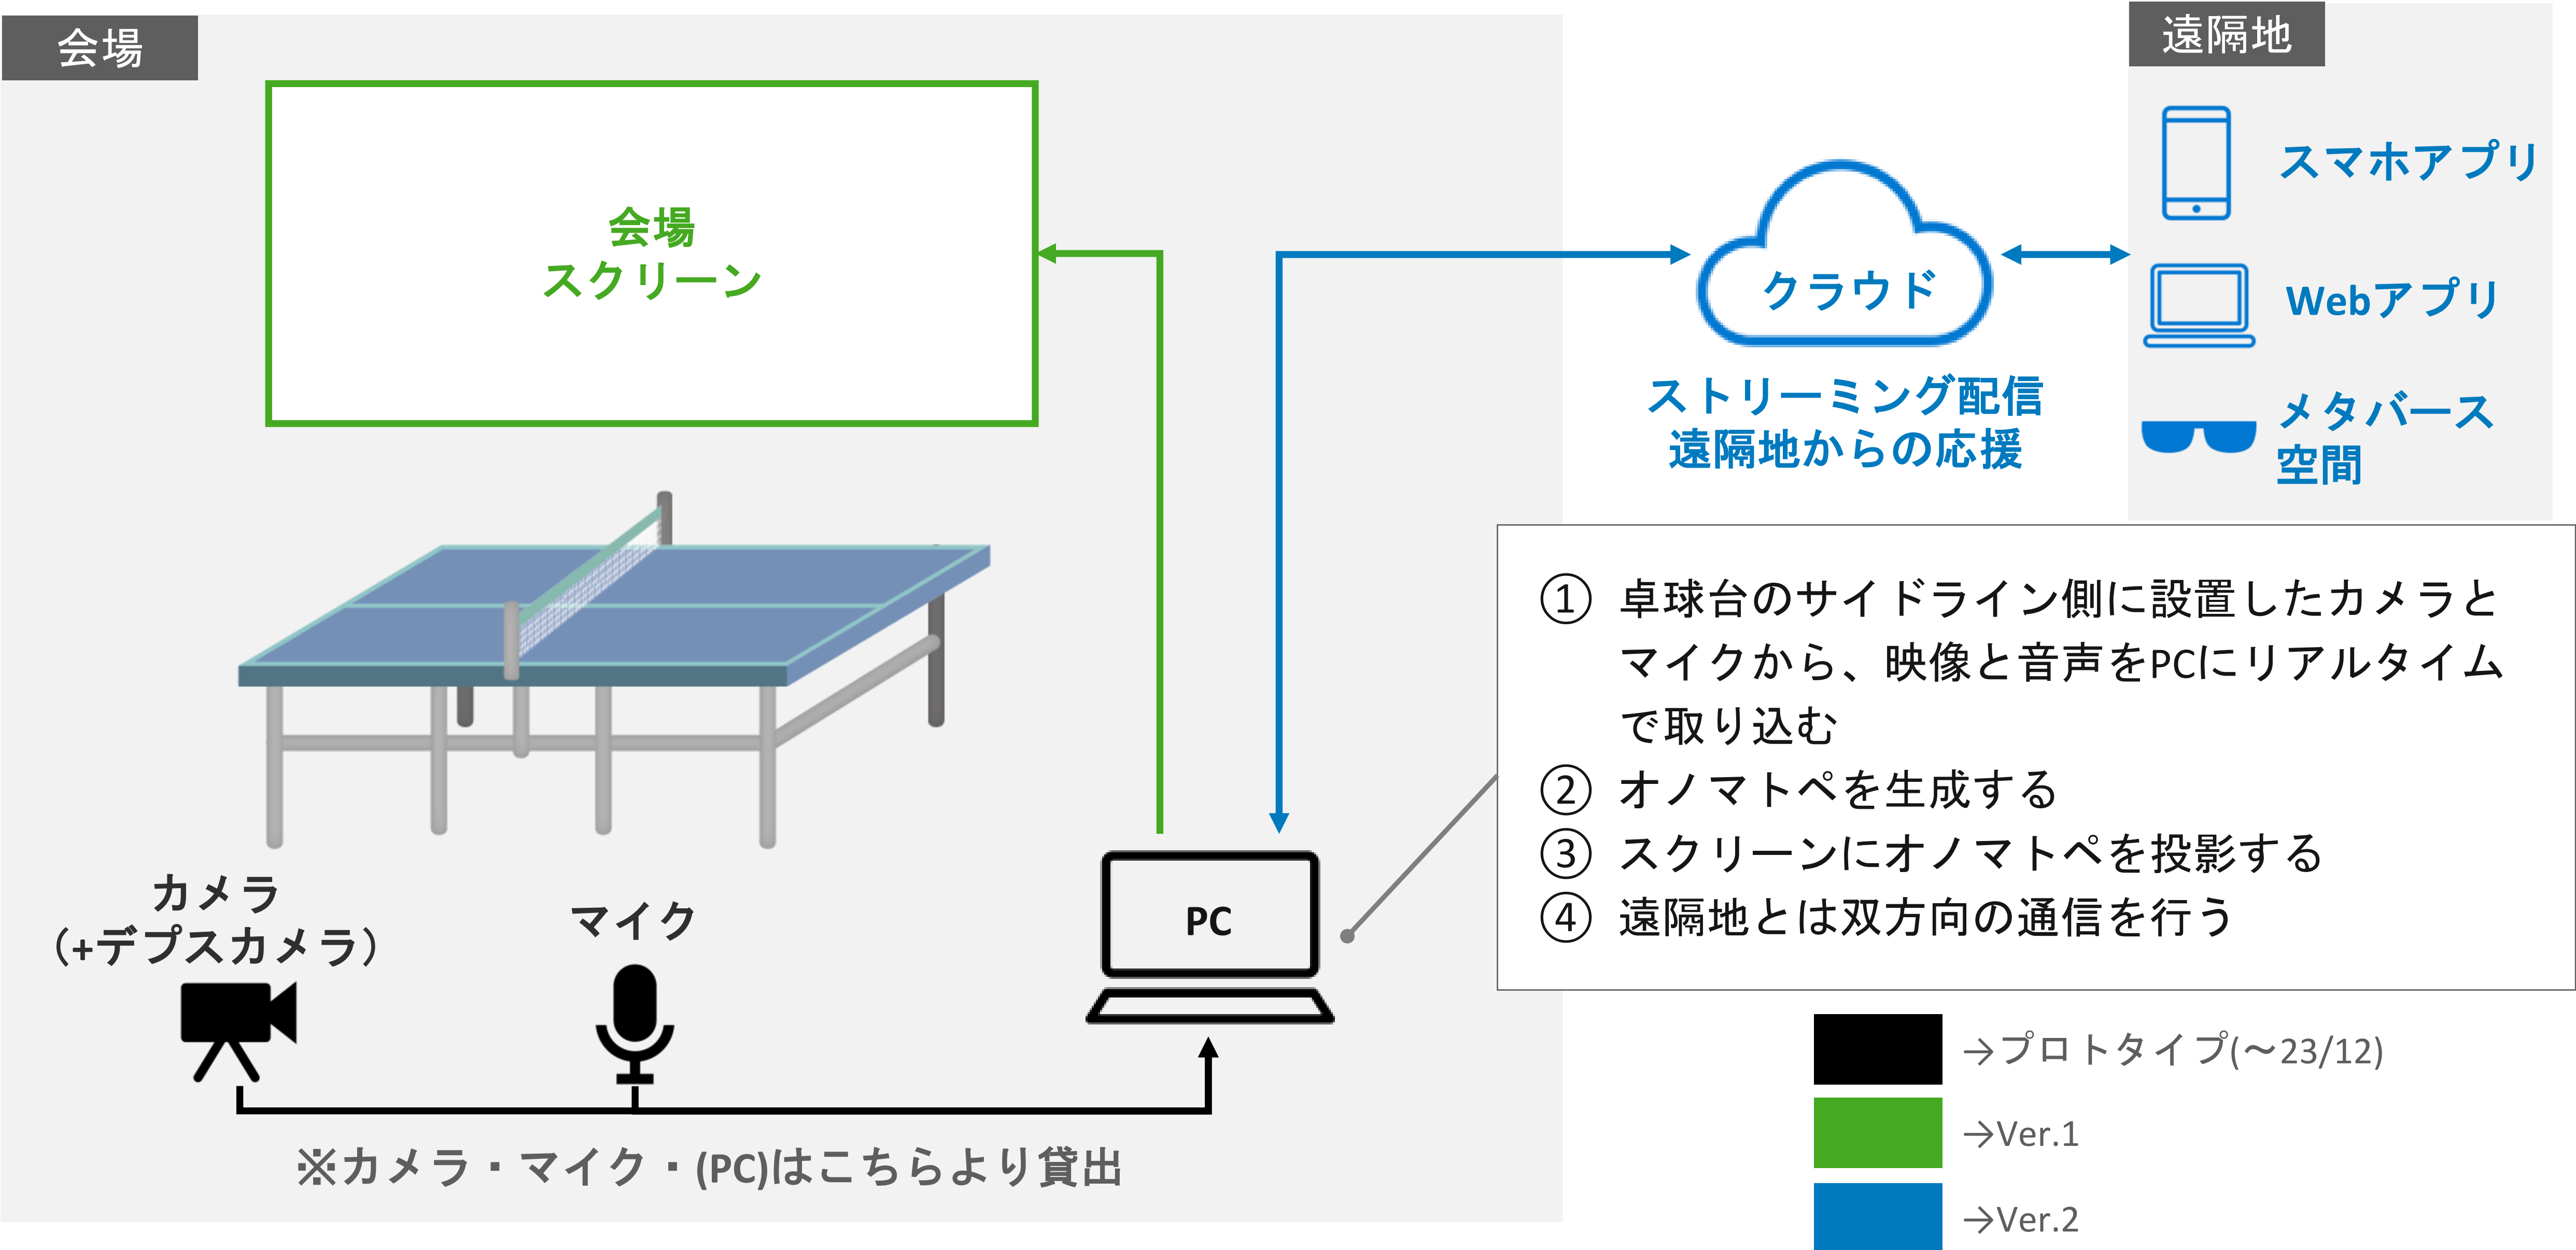 会場
会場
スクリーン
カメラ
(+デプスカメラ)
マイク
PC
※カメラ・マイク・(PC)はこちらより貸出
クラウド
ストリーミング配信
遠隔地からの応援
遠隔地
スマホアプリ
Webアプリ
メタバース
空間
① 卓球台のサイドライン側に設置したカメラと
マイクから、映像と音声をPCにリアルタイム
で取り込む
② オノマトペを生成する
③ スクリーンにオノマトペを投影する
④ 遠隔地とは双方向の通信を行う
→プロトタイプ(～23/12)
→Ver.1
→Ver.2